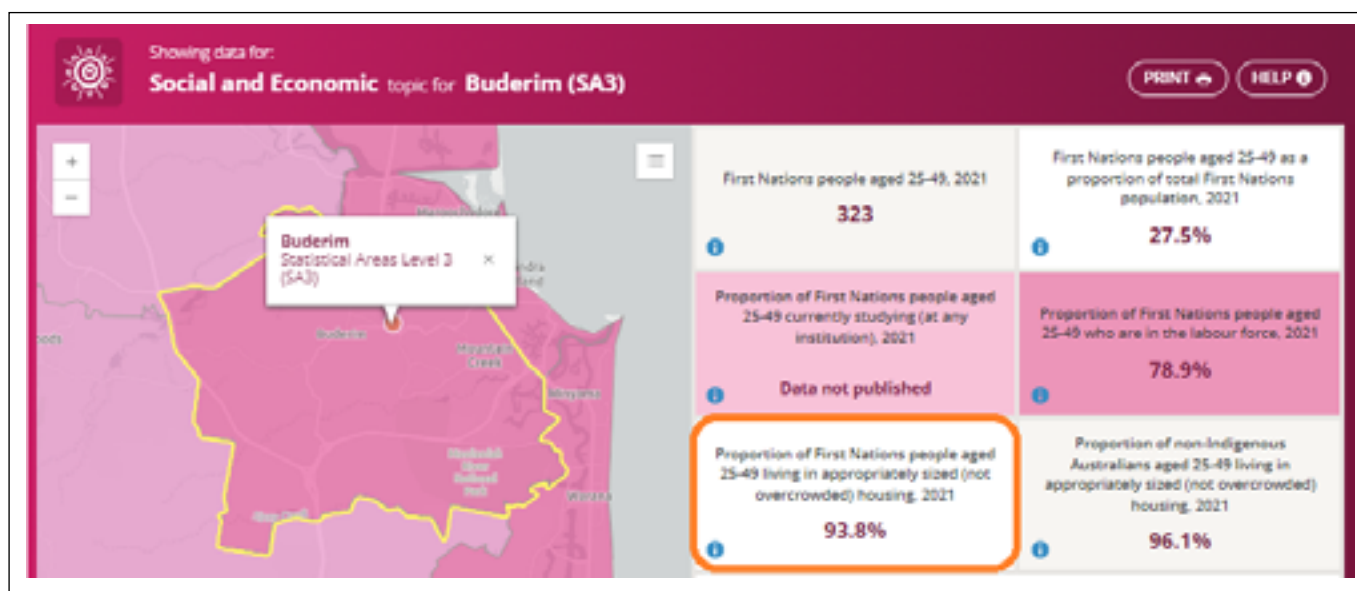 Showing data for:
Social and Economic topic for Buderim (SA3)
PRINT
HELP
+
−
Buderim
Statistical Areas Level 3
(SA3)
×
Buderim
Mountain
Creek
Minyama
Mooloolah
River
National
Park
Warana
First Nations people aged 25-49, 2021
323
First Nations people aged 25-49 as a
proportion of total First Nations
population, 2021
27.5%
Proportion of First Nations people aged
25-49 currently studying (at any
institution), 2021
Data not published
Proportion of First Nations people aged
25-49 who are in the labour force, 2021
78.9%
Proportion of First Nations people aged
25-49 living in appropriately sized (not
overcrowded) housing, 2021
93.8%
Proportion of non-Indigenous
Australians aged 25-49 living in
appropriately sized (not overcrowded)
housing, 2021
96.1%